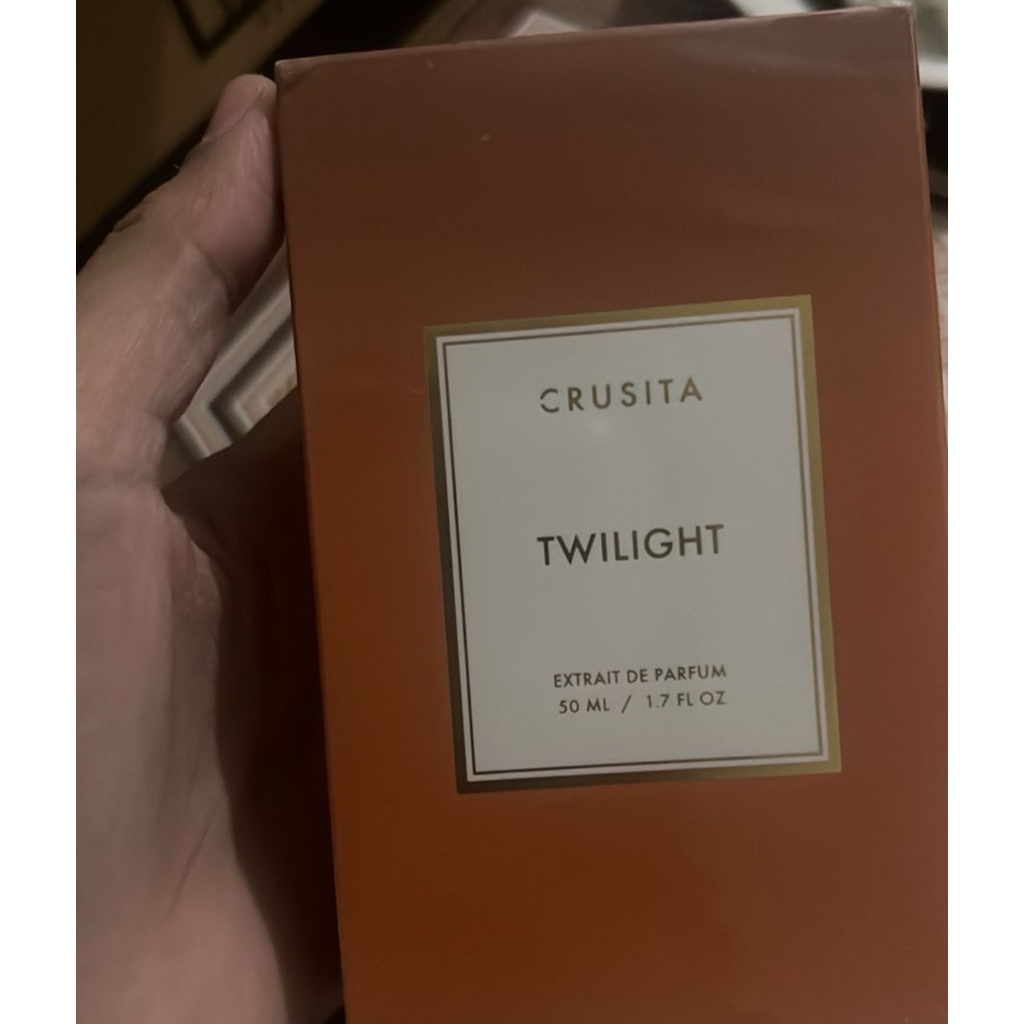 CRUSITA
TWILIGHT
EXTRAIT DE PARFUM
50 ML / 1.7 FL OZ